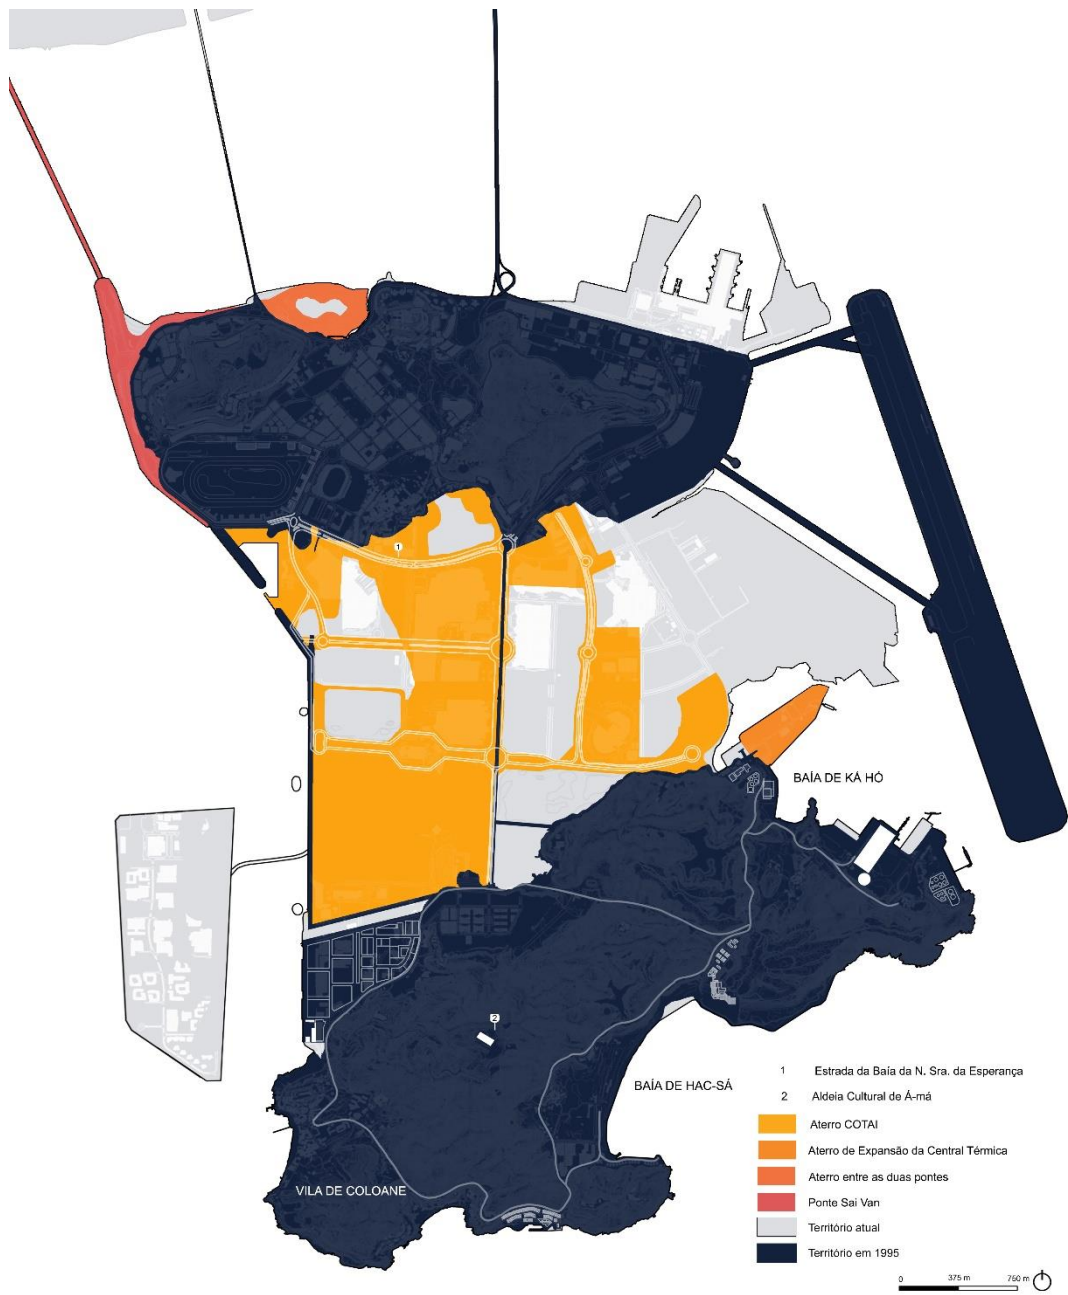 1
BAÍA DE KÁ HÓ
2
BAÍA DE HAC-SÁ
VILA DE COLOANE
1 Estrada da Baía da N. Sra. da Esperança
2 Aldeia Cultural de Á-má
Aterro COTAI
Aterro de Expansão da Central Térmica
Aterro entre as duas pontes
Ponte Sai Van
Território atual
Território em 1995
0 375 m 750 m